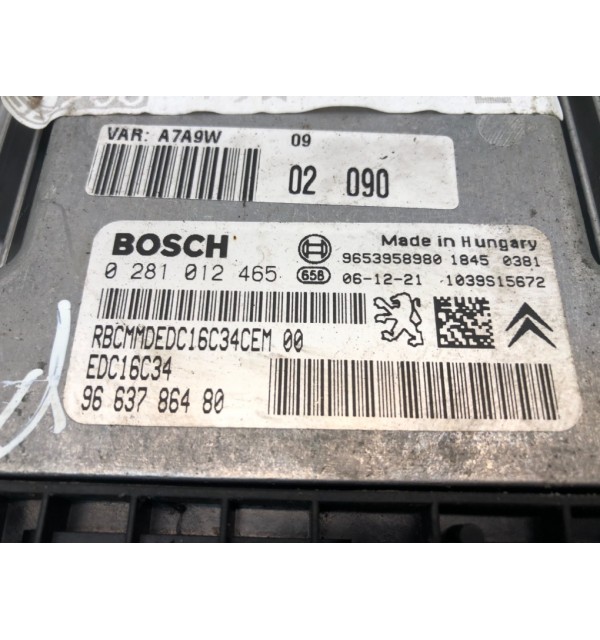 VAR: A7A9W 09
02 090
BOSCH
Made in Hungary
9653958980 1845 0381
0 281 012 465 658 06-12-21 1039S15672
RBCMMDEDC16C34CEM 00
EDC16C34
96 637 864 80